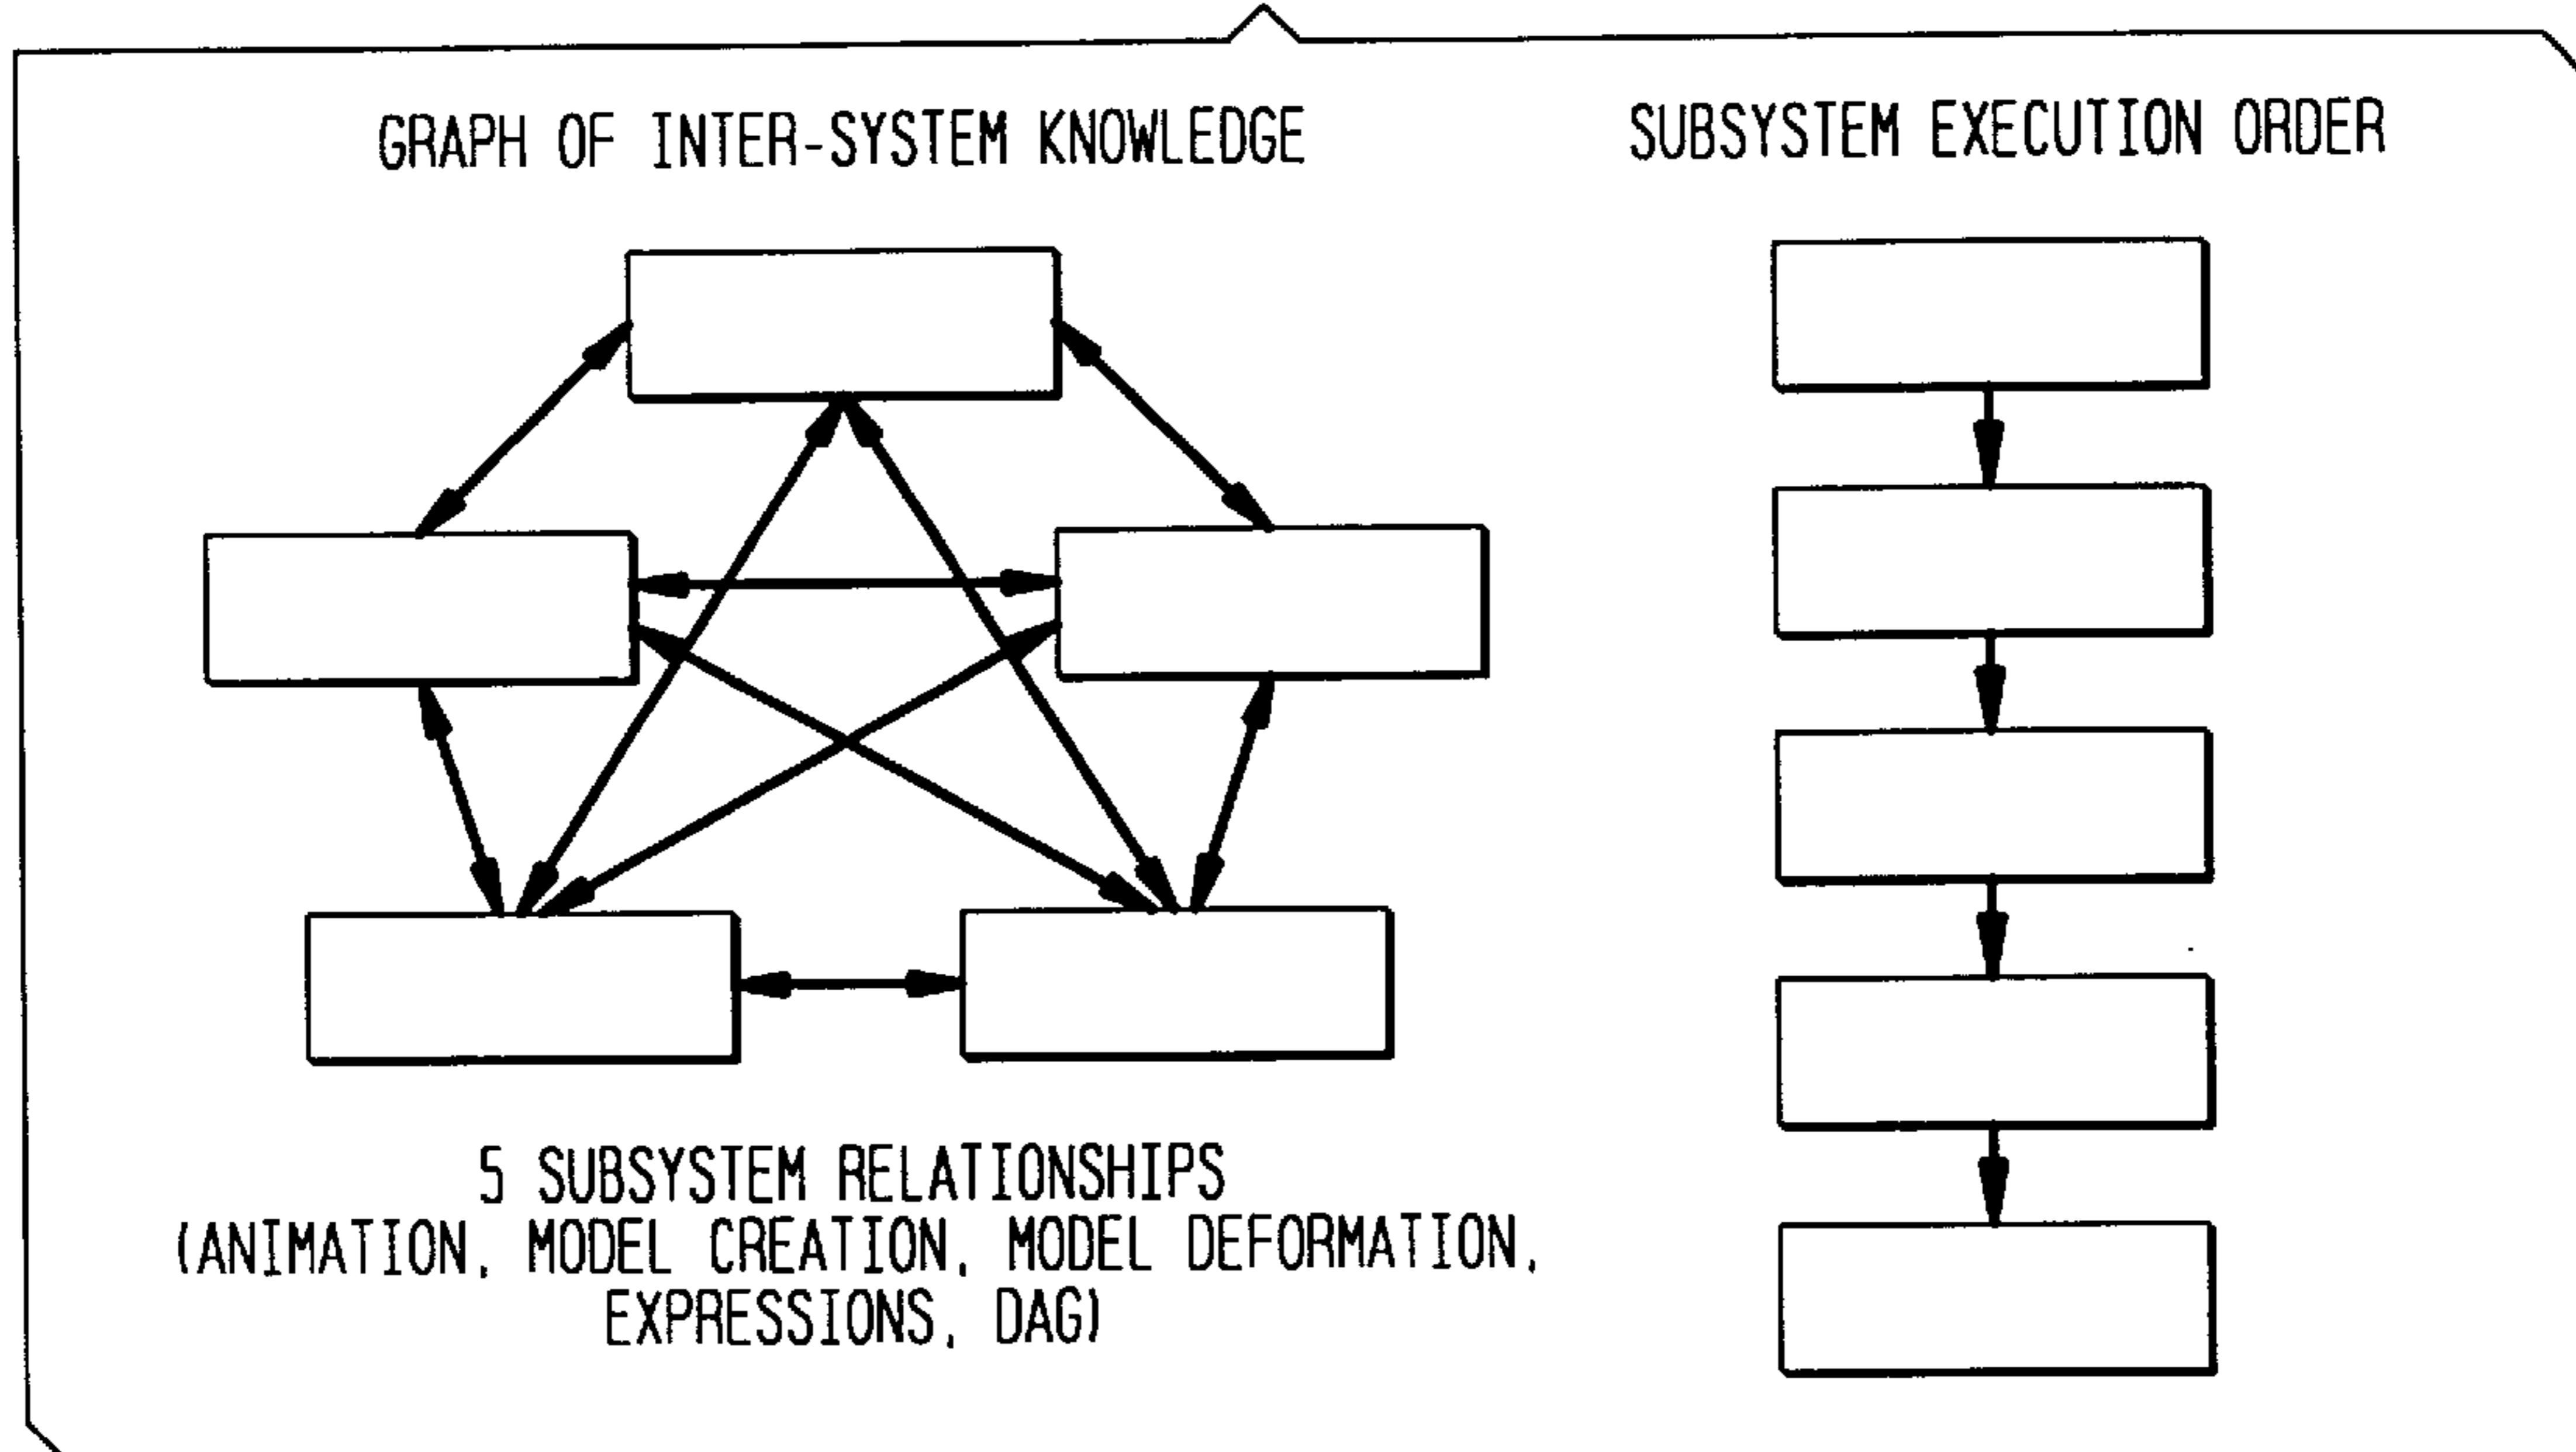 GRAPH OF INTER-SYSTEM KNOWLEDGE
SUBSYSTEM EXECUTION ORDER
5 SUBSYSTEM RELATIONSHIPS
(ANIMATION, MODEL CREATION, MODEL DEFORMATION,
EXPRESSIONS, DAG)